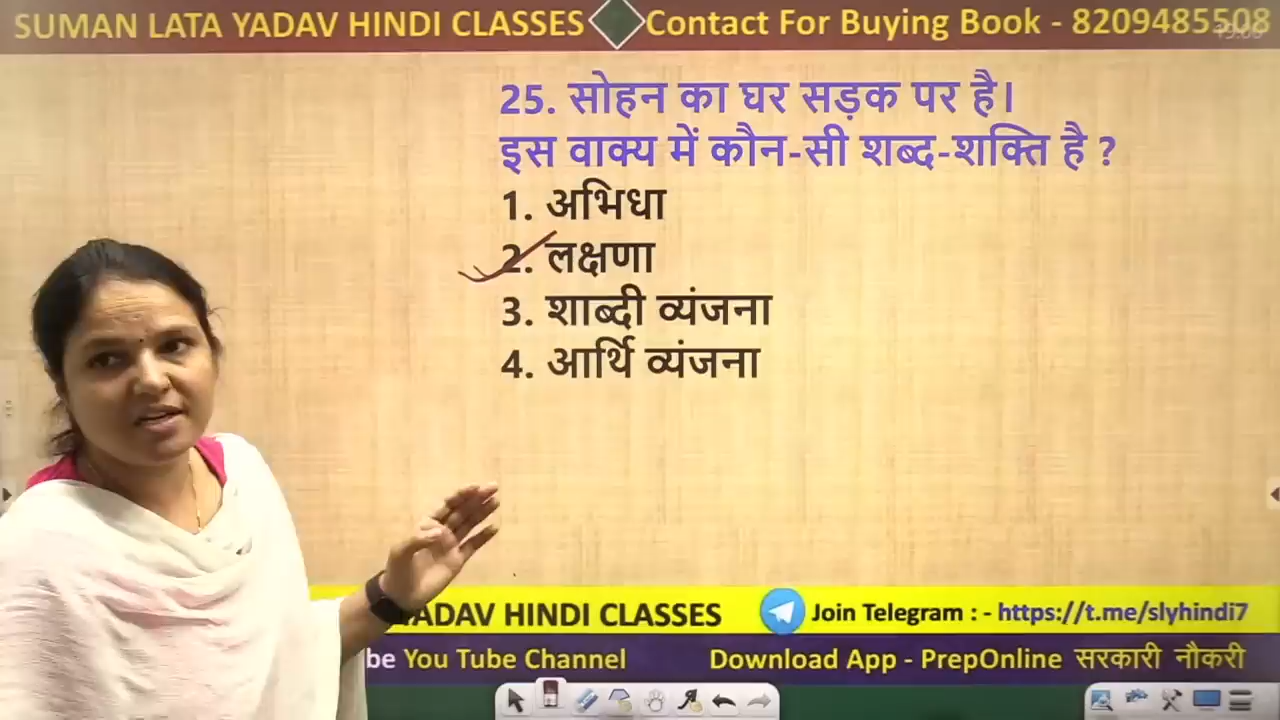 SUMAN LATA YADAV HINDI CLASSES Contact For Buying Book - 8209485508
25. सोहन का घर सड़क पर है।
इस वाक्य में कौन-सी शब्द-शक्ति है ?
1. अभिधा
2. लक्षणा
3. शाब्दी व्यंजना
4. आर्थि व्यंजना
YADAV HINDI CLASSES Join Telegram : - https://t.me/slyhindi7
be You Tube Channel Download App - PrepOnline सरकारी नौकरी